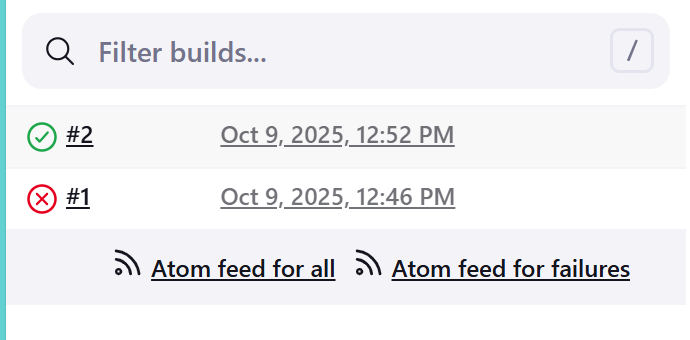 Filter builds... /
#2 Oct 9, 2025, 12:52 PM
#1 Oct 9, 2025, 12:46 PM
Atom feed for all Atom feed for failures